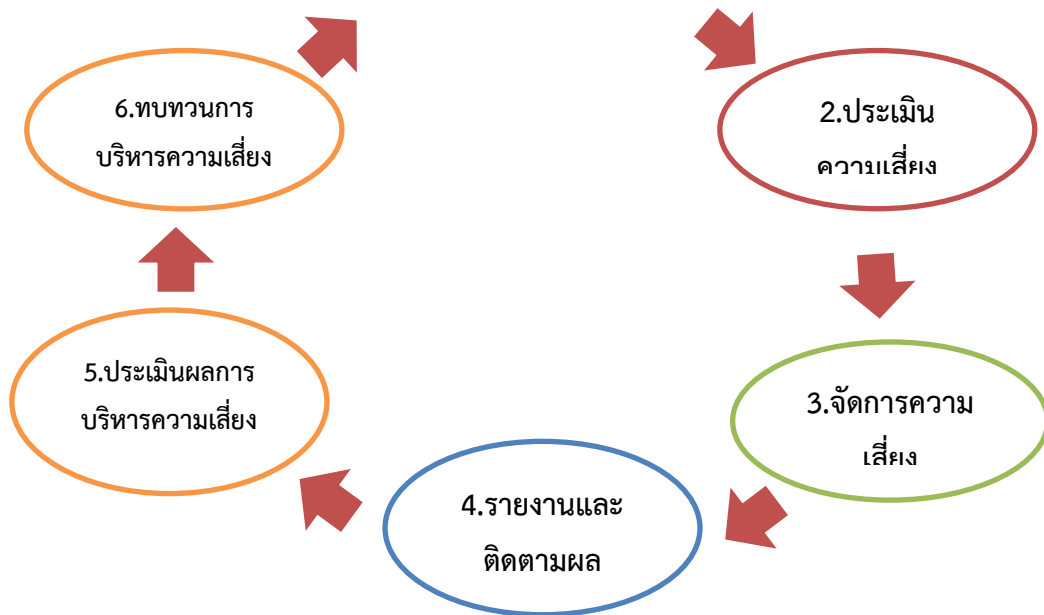 2.ประเมิน
ความเสี่ยง
3.จัดการความ
เสี่ยง
4.รายงานและ
ติดตามผล
5.ประเมินผลการ
บริหารความเสี่ยง
6.ทบทวนการ
บริหารความเสี่ยง